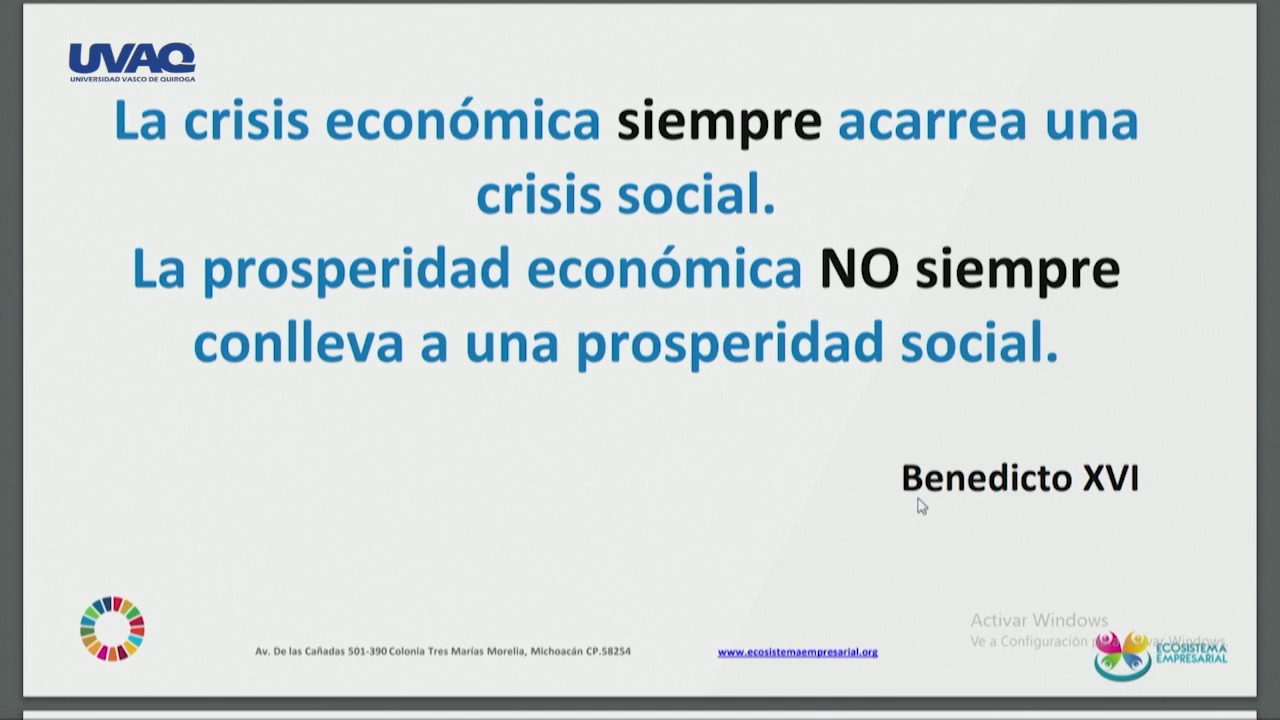 UVAQ
UNIVERSIDAD VASCO DE QUIROGA
La crisis económica siempre acarrea una
crisis social.
La prosperidad económica NO siempre
conlleva a una prosperidad social.
Benedicto XVI
Activar Windows
Ve a Configuración Windows
Av. De las Cañadas 501-390 Colonia Tres Marías Morelia, Michoacán CP.58254
www.ecosistemaempresarial.org
ECOSISTEMA
EMPRESARIAL